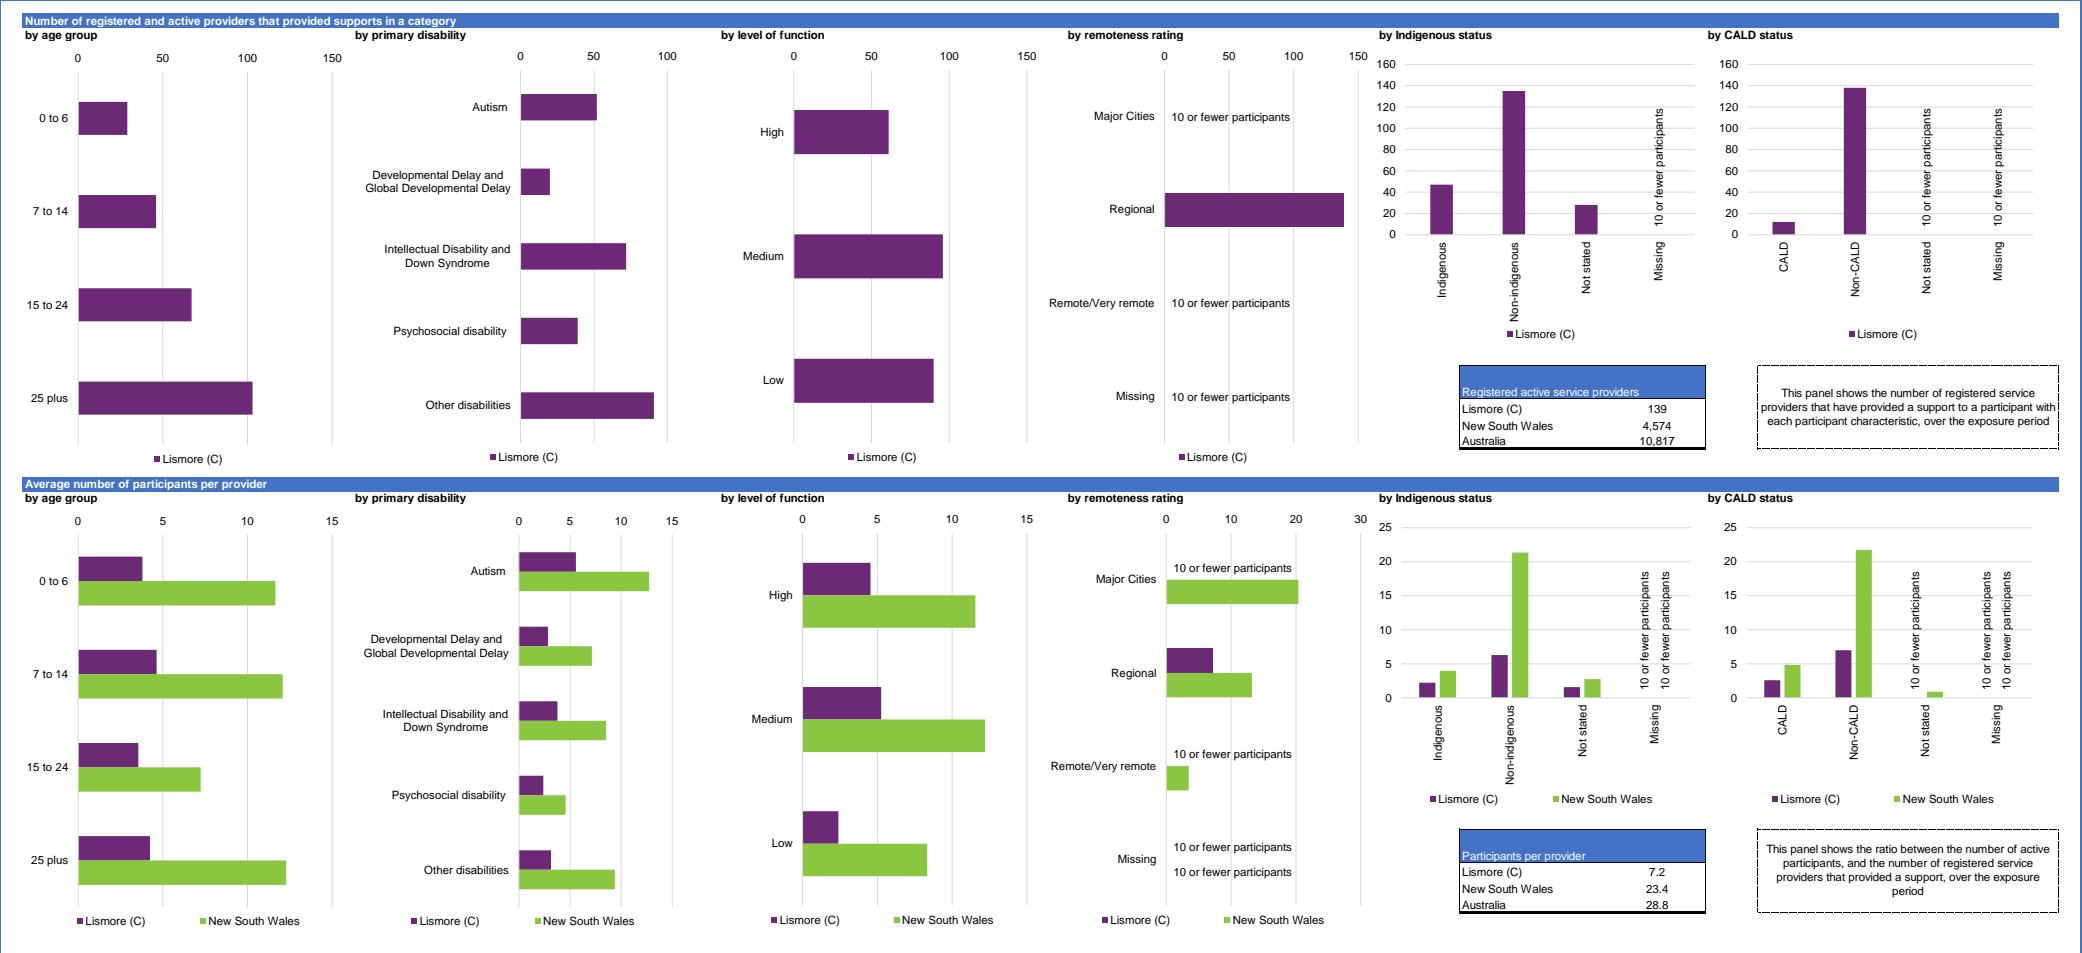 Number of registered and active providers that provided supports in a category
by age group
0 50 100 150
0 to 6
7 to 14
15 to 24
25 plus
Lismore (C)
by primary disability
0 50 100
Autism
Developmental Delay and
Global Developmental Delay
Intellectual Disability and
Down Syndrome
Psychosocial disability
Other disabilities
Lismore (C)
by level of function
0 50 100 150
High
Medium
Low
Lismore (C)
by remoteness rating
0 50 100 150
Major Cities 10 or fewer participants
Regional
Remote/Very remote 10 or fewer participants
Missing 10 or fewer participants
Lismore (C)
by Indigenous status
160
140
120
100
80
60
40
20
0
10 or fewer participants
Indigenous
Non-indigenous
Not stated
Missing
Lismore (C)
by CALD status
160
140
120
100
80
60
40
20
0
10 or fewer participants
10 or fewer participants
CALD
Non-CALD
Not stated
Missing
Lismore (C)
Registered active service providers
Lismore (C) 139
New South Wales 4,574
Australia 10,817
This panel shows the number of registered service
providers that have provided a support to a participant with
each participant characteristic, over the exposure period
Average number of participants per provider
by age group
0 5 10 15
0 to 6
7 to 14
15 to 24
25 plus
Lismore (C) New South Wales
by primary disability
0 5 10 15
Autism
Developmental Delay and
Global Developmental Delay
Intellectual Disability and
Down Syndrome
Psychosocial disability
Other disabilities
Lismore (C) New South Wales
by level of function
0 5 10 15
High
Medium
Low
Lismore (C) New South Wales
by remoteness rating
0 10 20 30
10 or fewer participants
Major Cities
Regional
10 or fewer participants
Remote/Very remote
10 or fewer participants
Missing
10 or fewer participants
Lismore (C) New South Wales
by Indigenous status
25
20
15
10
5
0
10 or fewer participants
10 or fewer participants
Indigenous
Non-indigenous
Not stated
Missing
Lismore (C) New South Wales
by CALD status
25
20
15
10
5
0
10 or fewer participants
10 or fewer participants
10 or fewer participants
CALD
Non-CALD
Not stated
Missing
Lismore (C) New South Wales
Participants per provider
Lismore (C) 7.2
New South Wales 23.4
Australia 28.8
This panel shows the ratio between the number of active
participants, and the number of registered service
providers that provided a support, over the exposure
period